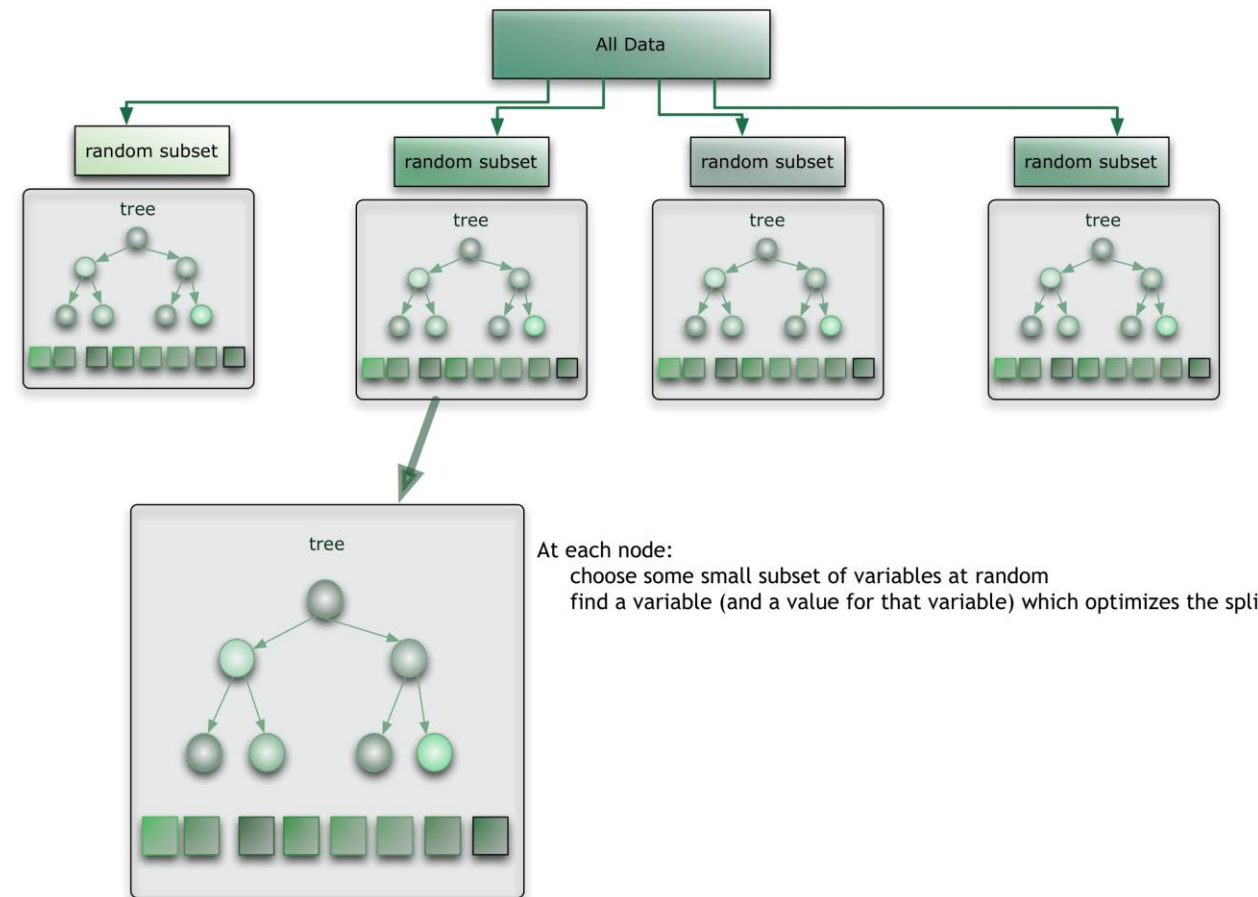 All Data
random subset
random subset
random subset
random subset
tree
tree
tree
tree
tree
At each node:
choose some small subset of variables at random
find a variable (and a value for that variable) which optimizes the spli